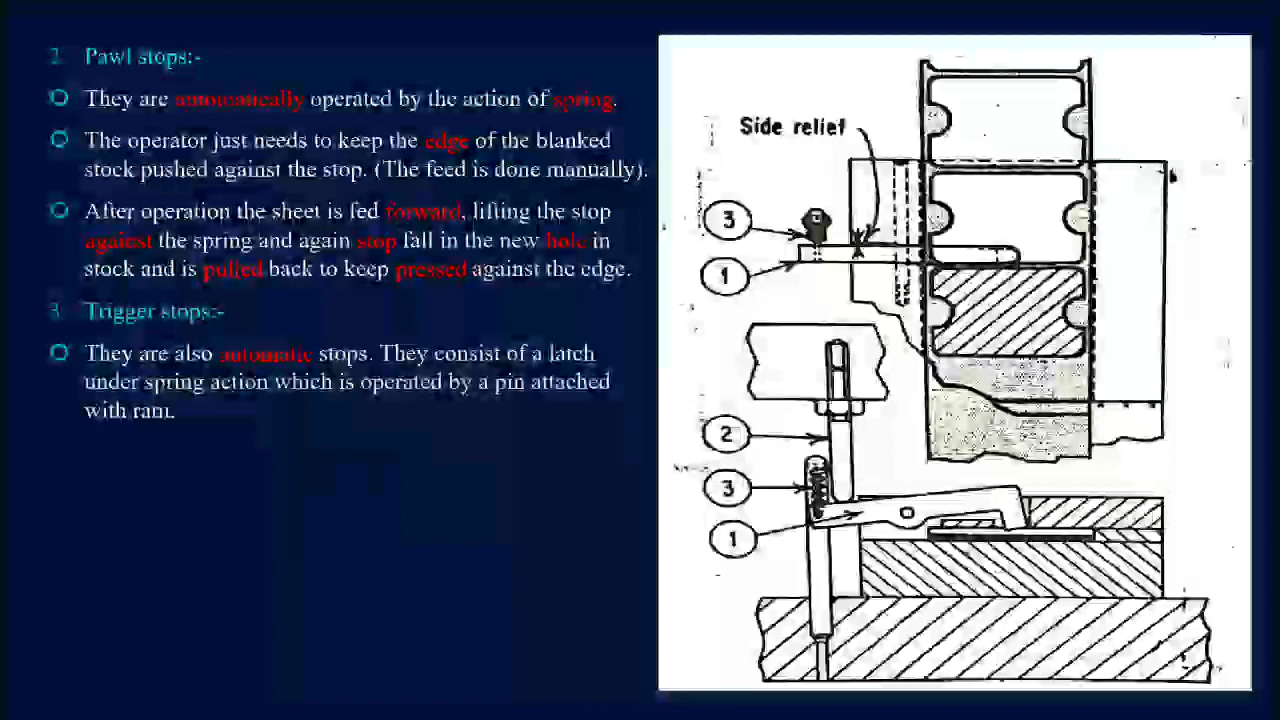 2. Pawl stops:-
They are automatically operated by the action of spring.
The operator just needs to keep the edge of the blanked
stock pushed against the stop. (The feed is done manually).
After operation the sheet is fed forward, lifting the stop
against the spring and again stop fall in the new hole in
stock and is pulled back to keep pressed against the edge.
3. Trigger stops:-
They are also automatic stops. They consist of a latch
under spring action which is operated by a pin attached
with ram.
Side relief
3
1
2
3
1